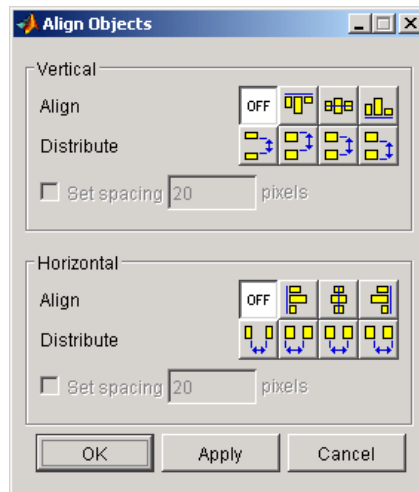 Align Objects
Vertical
Align OFF
Distribute
Set spacing 20 pixels
Horizontal
Align OFF
Distribute
Set spacing 20 pixels
OK Apply Cancel